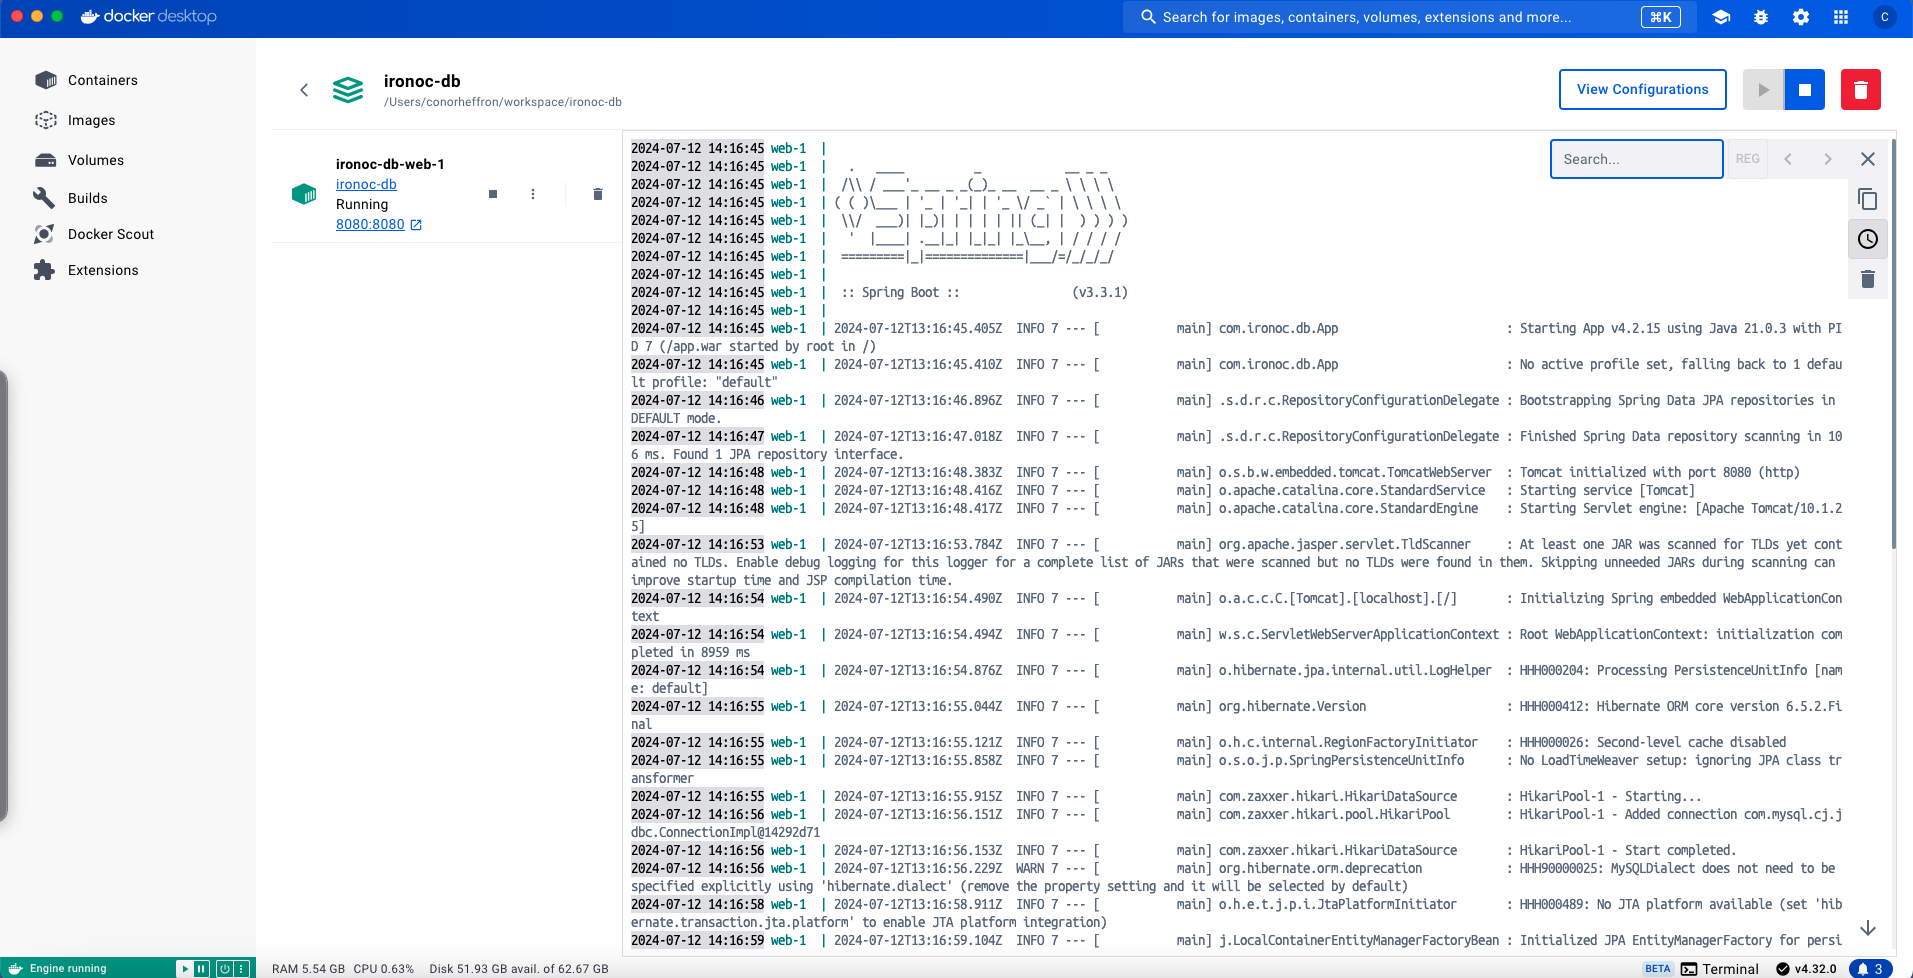 docker desktop
Search for images, containers, volumes, extensions and more...
⌘K
C
Containers
Images
Volumes
Builds
Docker Scout
Extensions
ironoc-db
/Users/conorheffron/workspace/ironoc-db
View Configurations
ironoc-db-web-1
ironoc-db
Running
8080:8080
Search...
REG
2024-07-12 14:16:45 web-1  |
2024-07-12 14:16:45 web-1  |   .   ____          _            __ _ _
2024-07-12 14:16:45 web-1  |  /\\ / ___'_ __ _ _(_)_ __  __ _ \ \ \ \
2024-07-12 14:16:45 web-1  | ( ( )\___ | '_ | '_| | '_ \/ _` | \ \ \ \
2024-07-12 14:16:45 web-1  |  \\/  ___)| |_)| | | | | || (_| |  ) ) ) )
2024-07-12 14:16:45 web-1  |   '  |____| .__|_| |_|_| |_\__, | / / / /
2024-07-12 14:16:45 web-1  |  =========|_|==============|___/=/_/_/_/
2024-07-12 14:16:45 web-1  |
2024-07-12 14:16:45 web-1  |  :: Spring Boot ::                (v3.3.1)
2024-07-12 14:16:45 web-1  |
2024-07-12 14:16:45 web-1  | 2024-07-12T13:16:45.405Z  INFO 7 --- [           main] com.ironoc.db.App                        : Starting App v4.2.15 using Java 21.0.3 with PI
D 7 (/app.war started by root in /)
2024-07-12 14:16:45 web-1  | 2024-07-12T13:16:45.410Z  INFO 7 --- [           main] com.ironoc.db.App                        : No active profile set, falling back to 1 defau
lt profile: "default"
2024-07-12 14:16:46 web-1  | 2024-07-12T13:16:46.896Z  INFO 7 --- [           main] .s.d.r.c.RepositoryConfigurationDelegate : Bootstrapping Spring Data JPA repositories in
DEFAULT mode.
2024-07-12 14:16:47 web-1  | 2024-07-12T13:16:47.018Z  INFO 7 --- [           main] .s.d.r.c.RepositoryConfigurationDelegate : Finished Spring Data repository scanning in 10
6 ms. Found 1 JPA repository interface.
2024-07-12 14:16:48 web-1  | 2024-07-12T13:16:48.383Z  INFO 7 --- [           main] o.s.b.w.embedded.tomcat.TomcatWebServer  : Tomcat initialized with port 8080 (http)
2024-07-12 14:16:48 web-1  | 2024-07-12T13:16:48.416Z  INFO 7 --- [           main] o.apache.catalina.core.StandardService   : Starting service [Tomcat]
2024-07-12 14:16:48 web-1  | 2024-07-12T13:16:48.417Z  INFO 7 --- [           main] o.apache.catalina.core.StandardEngine    : Starting Servlet engine: [Apache Tomcat/10.1.2
5]
2024-07-12 14:16:53 web-1  | 2024-07-12T13:16:53.784Z  INFO 7 --- [           main] org.apache.jasper.servlet.TldScanner     : At least one JAR was scanned for TLDs yet cont
ained no TLDs. Enable debug logging for this logger for a complete list of JARs that were scanned but no TLDs were found in them. Skipping unneeded JARs during scanning can
improve startup time and JSP compilation time.
2024-07-12 14:16:54 web-1  | 2024-07-12T13:16:54.490Z  INFO 7 --- [           main] o.a.c.c.C.[Tomcat].[localhost].[/]       : Initializing Spring embedded WebApplicationCon
text
2024-07-12 14:16:54 web-1  | 2024-07-12T13:16:54.494Z  INFO 7 --- [           main] w.s.c.ServletWebServerApplicationContext : Root WebApplicationContext: initialization com
pleted in 8959 ms
2024-07-12 14:16:54 web-1  | 2024-07-12T13:16:54.876Z  INFO 7 --- [           main] o.hibernate.jpa.internal.util.LogHelper  : HHH000204: Processing PersistenceUnitInfo [nam
e: default]
2024-07-12 14:16:55 web-1  | 2024-07-12T13:16:55.044Z  INFO 7 --- [           main] org.hibernate.Version                    : HHH000412: Hibernate ORM core version 6.5.2.Fi
nal
2024-07-12 14:16:55 web-1  | 2024-07-12T13:16:55.121Z  INFO 7 --- [           main] o.h.c.internal.RegionFactoryInitiator    : HHH000026: Second-level cache disabled
2024-07-12 14:16:55 web-1  | 2024-07-12T13:16:55.858Z  INFO 7 --- [           main] o.s.o.j.p.SpringPersistenceUnitInfo      : No LoadTimeWeaver setup: ignoring JPA class tr
ansformer
2024-07-12 14:16:55 web-1  | 2024-07-12T13:16:55.915Z  INFO 7 --- [           main] com.zaxxer.hikari.HikariDataSource       : HikariPool-1 - Starting...
2024-07-12 14:16:56 web-1  | 2024-07-12T13:16:56.151Z  INFO 7 --- [           main] com.zaxxer.hikari.pool.HikariPool        : HikariPool-1 - Added connection com.mysql.cj.j
dbc.ConnectionImpl@14292d71
2024-07-12 14:16:56 web-1  | 2024-07-12T13:16:56.153Z  INFO 7 --- [           main] com.zaxxer.hikari.HikariDataSource       : HikariPool-1 - Start completed.
2024-07-12 14:16:56 web-1  | 2024-07-12T13:16:56.229Z  WARN 7 --- [           main] org.hibernate.orm.deprecation            : HHH90000025: MySQLDialect does not need to be
specified explicitly using 'hibernate.dialect' (remove the property setting and it will be selected by default)
2024-07-12 14:16:58 web-1  | 2024-07-12T13:16:58.911Z  INFO 7 --- [           main] o.h.e.t.j.p.i.JtaPlatformInitiator       : HHH000489: No JTA platform available (set 'hib
ernate.transaction.jta.platform' to enable JTA platform integration)
2024-07-12 14:16:59 web-1  | 2024-07-12T13:16:59.104Z  INFO 7 --- [           main] j.LocalContainerEntityManagerFactoryBean : Initialized JPA EntityManagerFactory for persi
Engine running
RAM 5.54 GB  CPU 0.63%  Disk 51.93 GB avail. of 62.67 GB
BETA
Terminal
v4.32.0
3